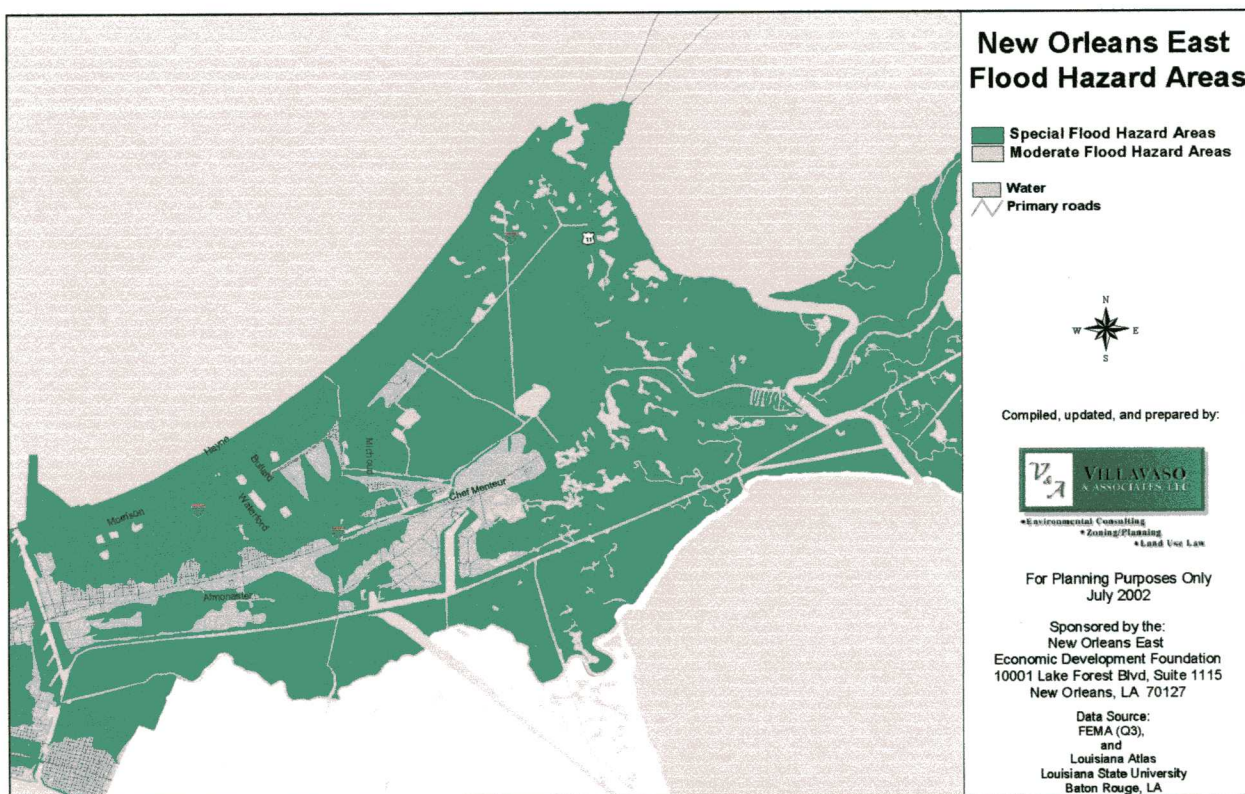 New Orleans East
Flood Hazard Areas
Special Flood Hazard Areas
Moderate Flood Hazard Areas
Water
Primary roads
N
W E
S
Compiled, updated, and prepared by:
V&A VILLAVASO
& ASSOCIATES, LLC
•Environmental Consulting
•Zoning/Planning
•Land Use Law
For Planning Purposes Only
July 2002
Sponsored by the:
New Orleans East
Economic Development Foundation
10001 Lake Forest Blvd, Suite 1115
New Orleans, LA 70127
Data Source:
FEMA (Q3),
and
Louisiana Atlas
Louisiana State University
Baton Rouge, LA
11
Hayne
Bullard
Michoud
Waterford
Morrison
Chef Menteur
Almonaster